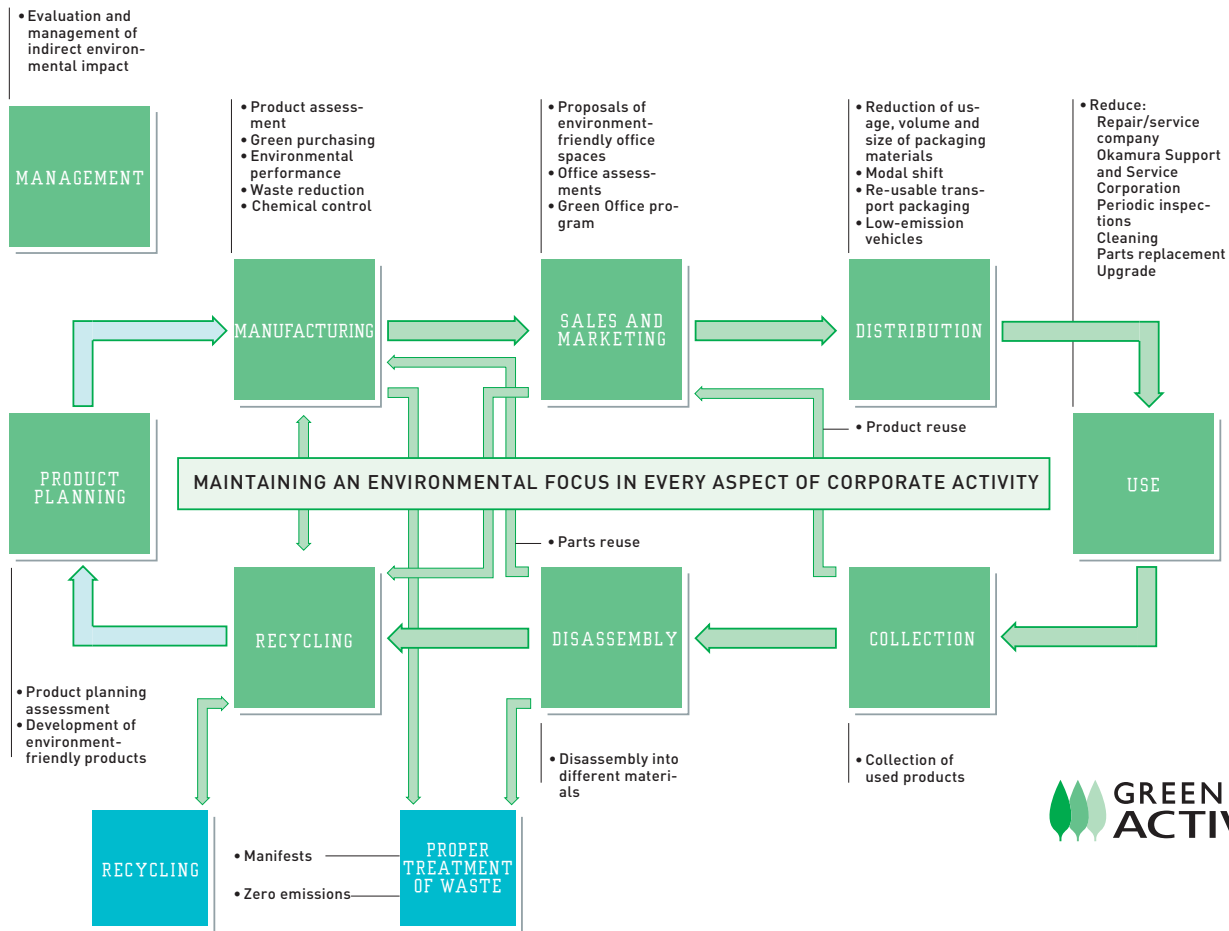 • Evaluation and
management of
indirect environ-
mental impact
MANAGEMENT
• Product assess-
ment
• Green purchasing
• Environmental
performance
• Waste reduction
• Chemical control
• Proposals of
environment-
friendly office
spaces
• Office assess-
ments
• Green Office pro-
gram
• Reduction of us-
age, volume and
size of packaging
materials
• Modal shift
• Re-usable trans-
port packaging
• Low-emission
vehicles
• Reduce:
Repair/service
company
Okamura Support
and Service
Corporation
Periodic inspec-
tions
Cleaning
Parts replacement
Upgrade
MANUFACTURING
SALES AND
MARKETING
DISTRIBUTION
• Product reuse
PRODUCT
PLANNING
MAINTAINING AN ENVIRONMENTAL FOCUS IN EVERY ASPECT OF CORPORATE ACTIVITY
USE
• Parts reuse
RECYCLING
DISASSEMBLY
COLLECTION
• Product planning
assessment
• Development of
environment-
friendly products
• Disassembly into
different materi-
als
• Collection of
used products
GREEN
RECYCLING
• Manifests
• Zero emissions
PROPER
TREATMENT
OF WASTE